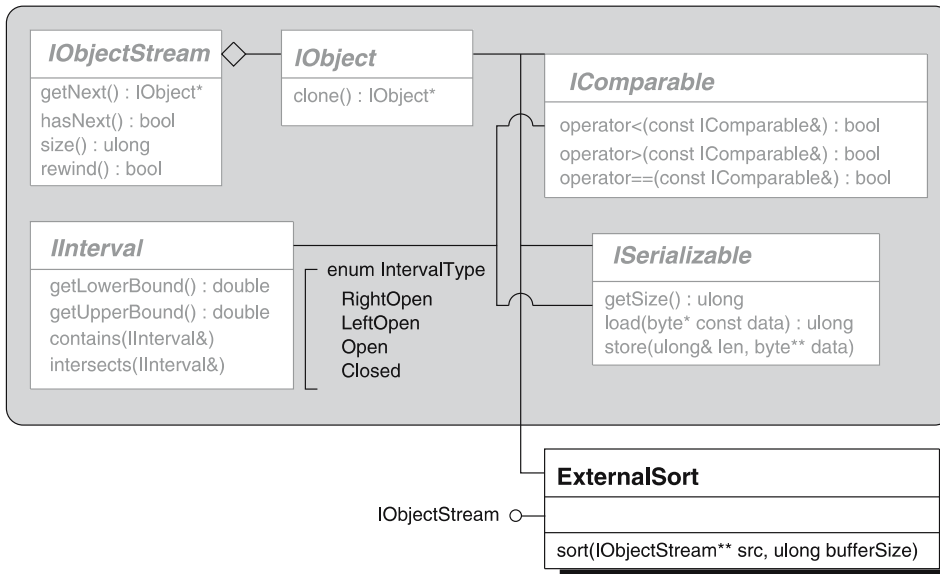 IObjectStream
getNext() : IObject*
hasNext() : bool
size() : ulong
rewind() : bool
IObject
clone() : IObject*
IComparable
operator<(const IComparable&) : bool
operator>(const IComparable&) : bool
operator==(const IComparable&) : bool
IInterval
getLowerBound() : double
getUpperBound() : double
contains(IInterval&)
intersects(IInterval&)
enum IntervalType
RightOpen
LeftOpen
Open
Closed
ISerializable
getSize() : ulong
load(byte* const data) : ulong
store(ulong& len, byte** data)
ExternalSort
IObjectStream
sort(IObjectStream** src, ulong bufferSize)